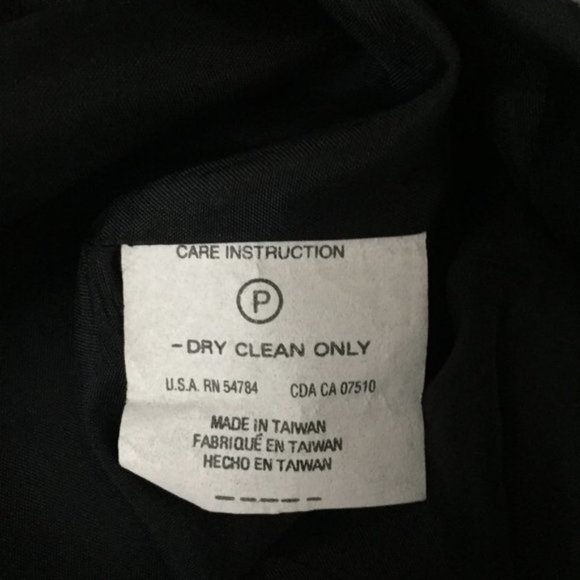 CARE INSTRUCTION
P
-DRY CLEAN ONLY
U.S.A. RN 54784 CDA CA 07510
MADE IN TAIWAN
FABRIQUÉ EN TAIWAN
HECHO EN TAIWAN